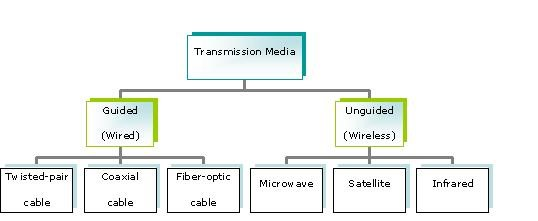 Transmission Media
Guided
(Wired)
Unguided
(Wireless)
Twisted-pair
cable
Coaxial
cable
Fiber-optic
cable
Microwave
Satellite
Infrared